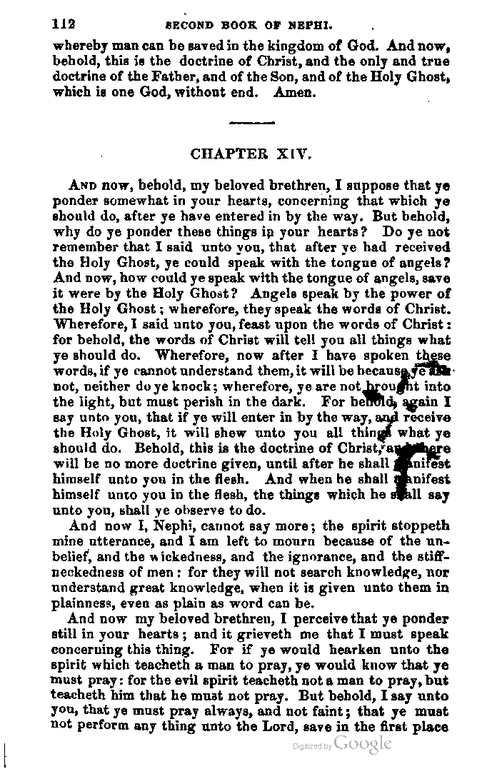 112 SECOND BOOK OF NEPHI.
whereby man can be saved in the kingdom of God. And now,
behold, this is the doctrine of Christ, and the only and true
doctrine of the Father, and of the Son, and of the Holy Ghost,
which is one God, without end. Amen.
CHAPTER XIV.
AND now, behold, my beloved brethren, I suppose that ye
ponder somewhat in your hearts, concerning that which ye
should do, after ye have entered in by the way. But behold,
why do ye ponder these things in your hearts? Do ye not
remember that I said unto you, that after ye had received
the Holy Ghost, ye could speak with the tongue of angels?
And now, how could ye speak with the tongue of angels, save
it were by the Holy Ghost? Angels speak by the power of
the Holy Ghost; wherefore, they speak the words of Christ.
Wherefore, I said unto you, feast upon the words of Christ:
for behold, the words of Christ will tell you all things what
ye should do. Wherefore, now after I have spoken these
words, if ye cannot understand them, it will be because ye ask
not, neither do ye knock; wherefore, ye are not brought into
the light, but must perish in the dark. For behold, again I
say unto you, that if ye will enter in by the way, and receive
the Holy Ghost, it will shew unto you all things what ye
should do. Behold, this is the doctrine of Christ, and there
will be no more doctrine given, until after he shall manifest
himself unto you in the flesh. And when he shall manifest
himself unto you in the flesh, the things which he shall say
unto you, shall ye observe to do.
And now I, Nephi, cannot say more; the spirit stoppeth
mine utterance, and I am left to mourn because of the un-
belief, and the wickedness, and the ignorance, and the stiff-
neckedness of men: for they will not search knowledge, nor
understand great knowledge, when it is given unto them in
plainness, even as plain as word can be.
And now my beloved brethren, I perceive that ye ponder
still in your hearts; and it grieveth me that I must speak
concerning this thing. For if ye would hearken unto the
spirit which teacheth a man to pray, ye would know that ye
must pray: for the evil spirit teacheth not a man to pray, but
teacheth him that he must not pray. But behold, I say unto
you, that ye must pray always, and not faint; that ye must
not perform any thing unto the Lord, save in the first place
Digitized by Google